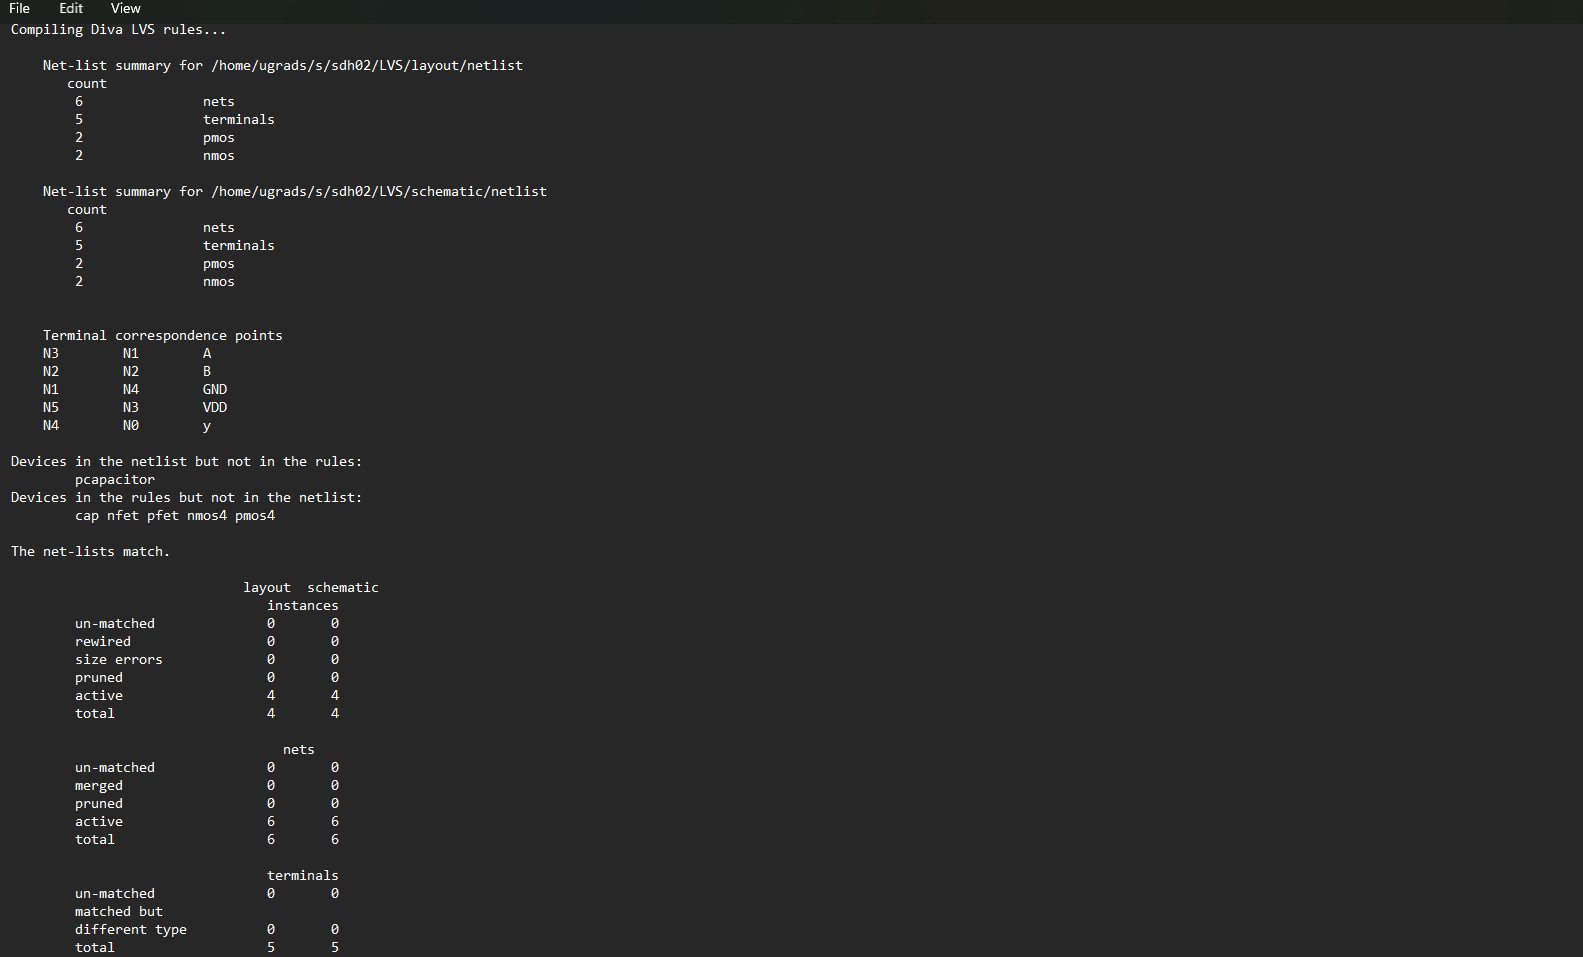 File Edit View
Compiling Diva LVS rules...
Net-list summary for /home/ugrads/s/sdh02/LVS/layout/netlist
count
6 nets
5 terminals
2 pmos
2 nmos
Net-list summary for /home/ugrads/s/sdh02/LVS/schematic/netlist
count
6 nets
5 terminals
2 pmos
2 nmos
Terminal correspondence points
N3 N1 A
N2 N2 B
N1 N4 GND
N5 N3 VDD
N4 N0 y
Devices in the netlist but not in the rules:
pcapacitor
Devices in the rules but not in the netlist:
cap nfet pfet nmos4 pmos4
The net-lists match.
layout schematic
instances
un-matched 0 0
rewired 0 0
size errors 0 0
pruned 0 0
active 4 4
total 4 4
nets
un-matched 0 0
merged 0 0
pruned 0 0
active 6 6
total 6 6
terminals
un-matched 0 0
matched but
different type 0 0
total 5 5